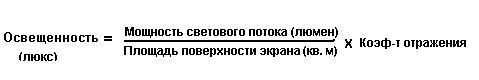 Мощность светового потока (люмен)
Освещенность = X Коэф-т отражения
Площадь поверхности экрана (кв. м)
(люкс)